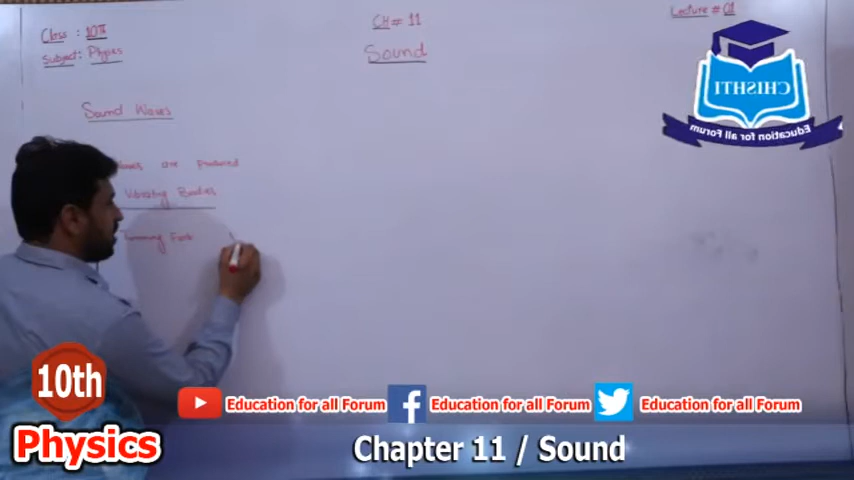 Class : 10th
CH # 11
Lecture # 01
Subject : Physics
Sound
CHISHTI
Education for all Forum
Sound Waves
Waves are produced
Vibrating Bodies
Tunning Fork
10th
Physics
Education for all Forum
Education for all Forum
Education for all Forum
Chapter 11 / Sound